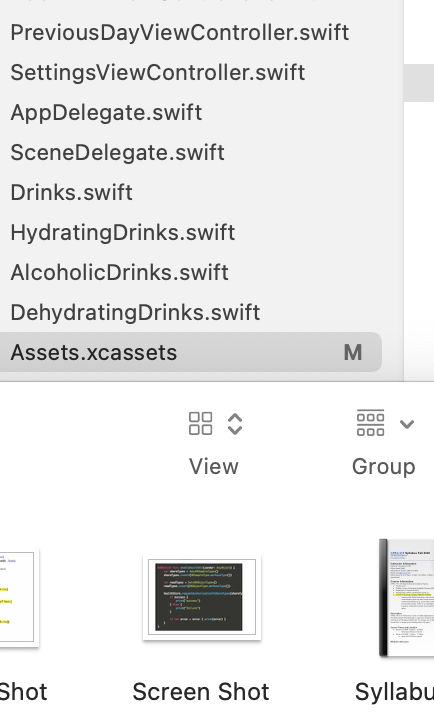 PreviousDayViewController.swift
SettingsViewController.swift
AppDelegate.swift
SceneDelegate.swift
Drinks.swift
HydratingDrinks.swift
AlcoholicDrinks.swift
DehydratingDrinks.swift
Assets.xcassets M
View Group
Shot Screen Shot Syllabu